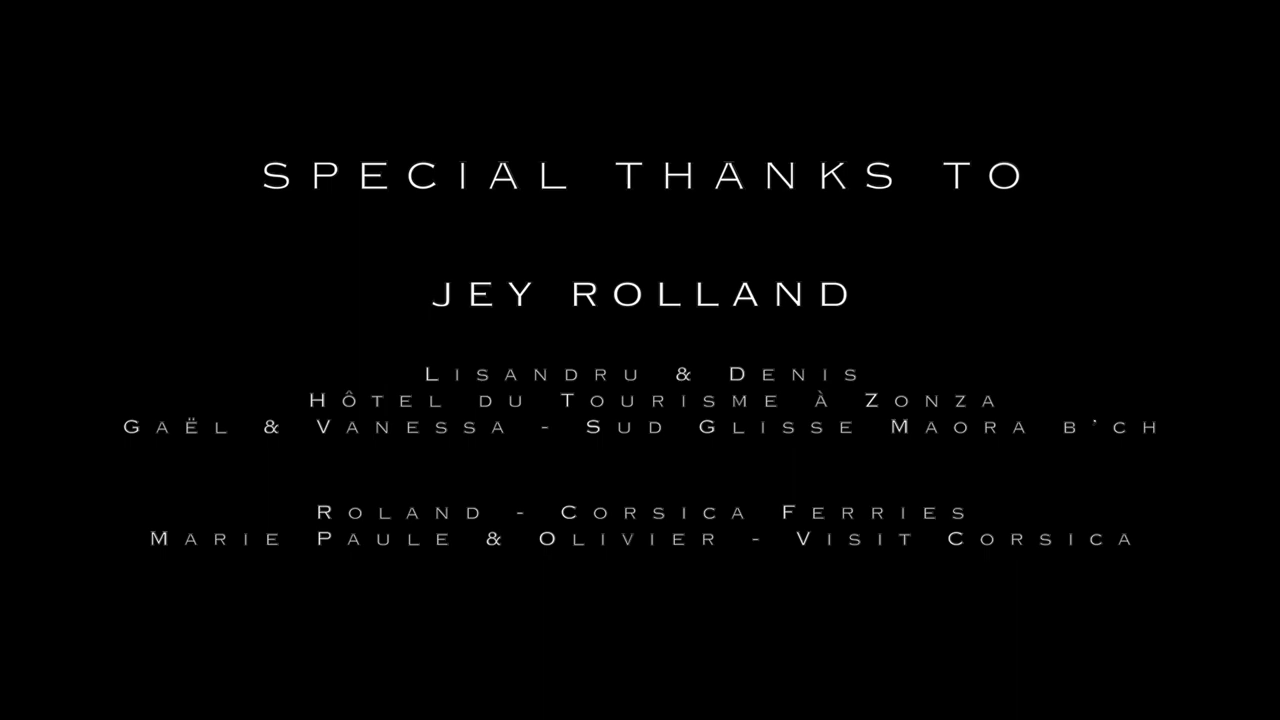 SPECIAL THANKS TO
JEY ROLLAND
LISANDRU & DENIS
HÔTEL DU TOURISME À ZONZA
GAËL & VANESSA - SUD GLISSE MAORA B'CH
ROLAND - CORSICA FERRIES
MARIE PAULE & OLIVIER - VISIT CORSICA